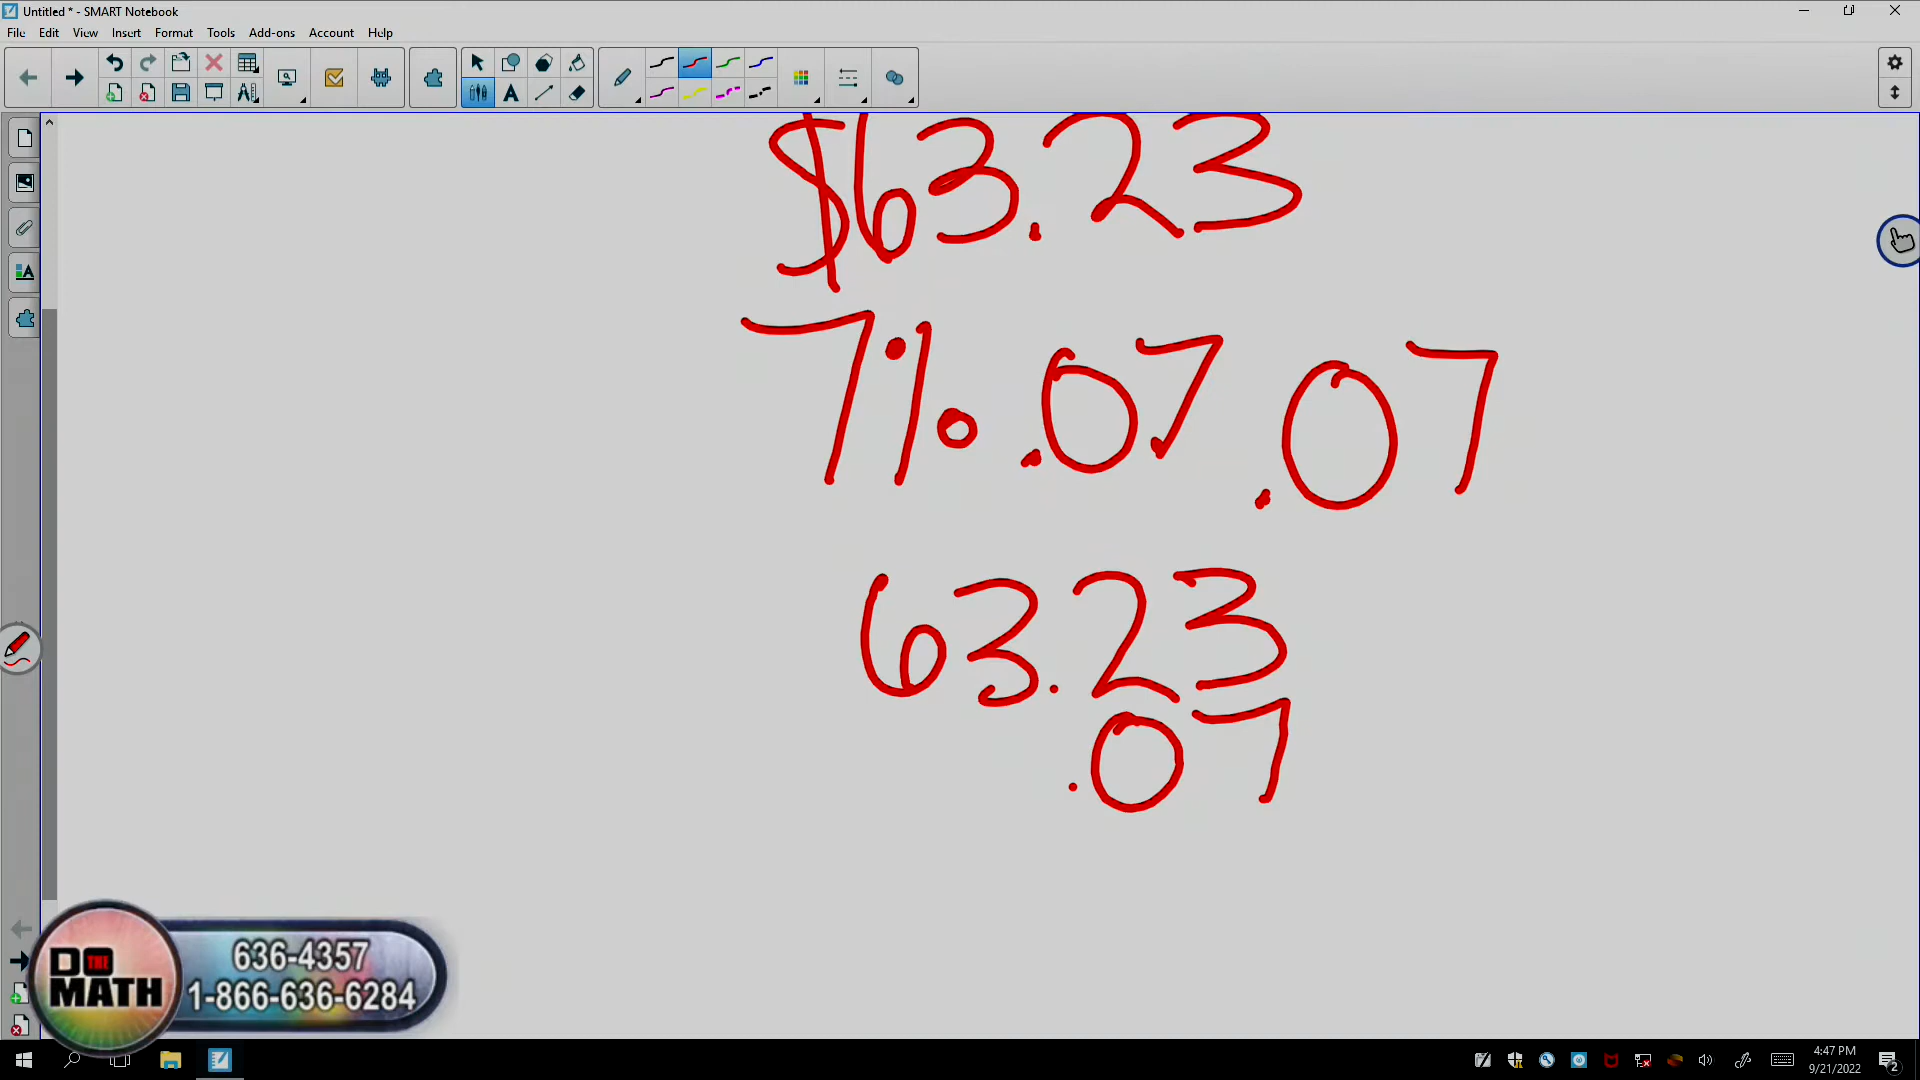 Untitled * - SMART Notebook
File Edit View Insert Format Tools Add-ons Account Help
$63.23
7% .07 .07
63.23
.07
DO THE MATH
636-4357
1-866-636-6284
4:47 PM
9/21/2022
2